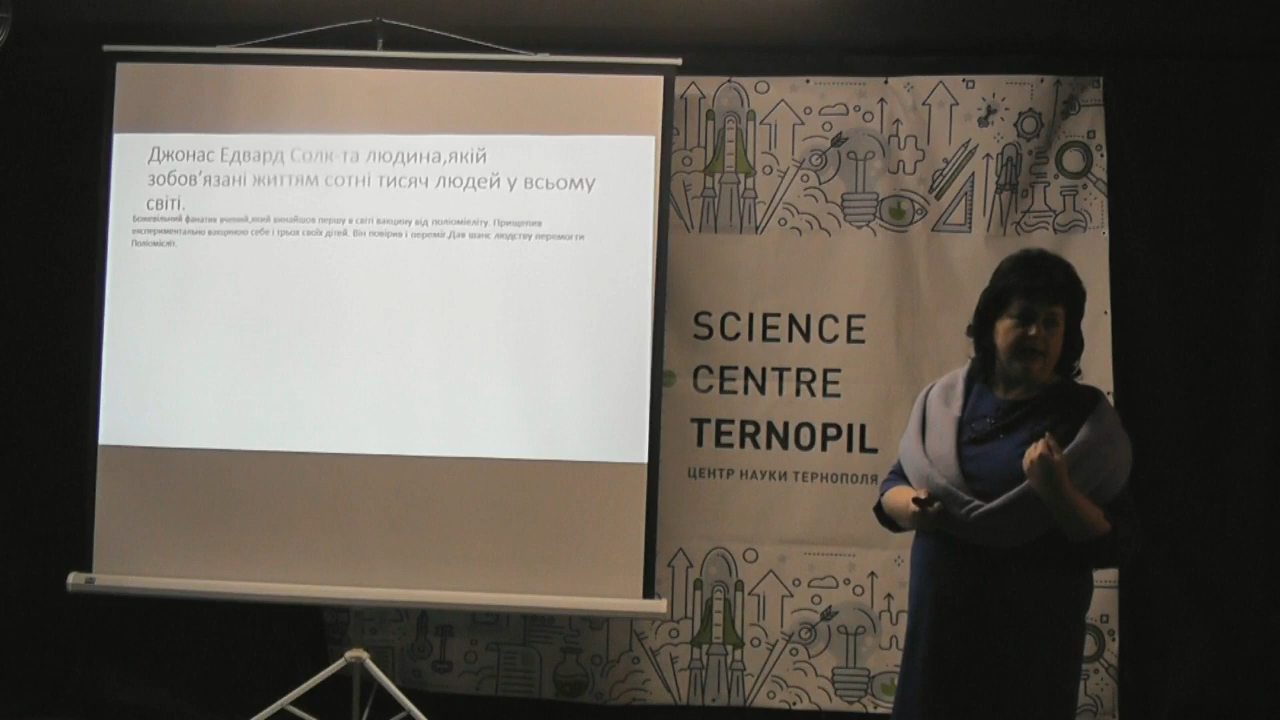 Джонас Едвард Солк-та людина,якій
зобов'язані життям сотні тисяч людей у всьому
світі.
Божевільний фанатик вчений,який винайшов першу в світі вакцину від поліомієліту. Прищепив
експериментально вакциною себе і трьох своїх дітей. Він повірив і переміг.Дав шанс людству перемогти
Поліомієліт.
SCIENCE
CENTRE
TERNOPIL
ЦЕНТР НАУКИ ТЕРНОПОЛЯ